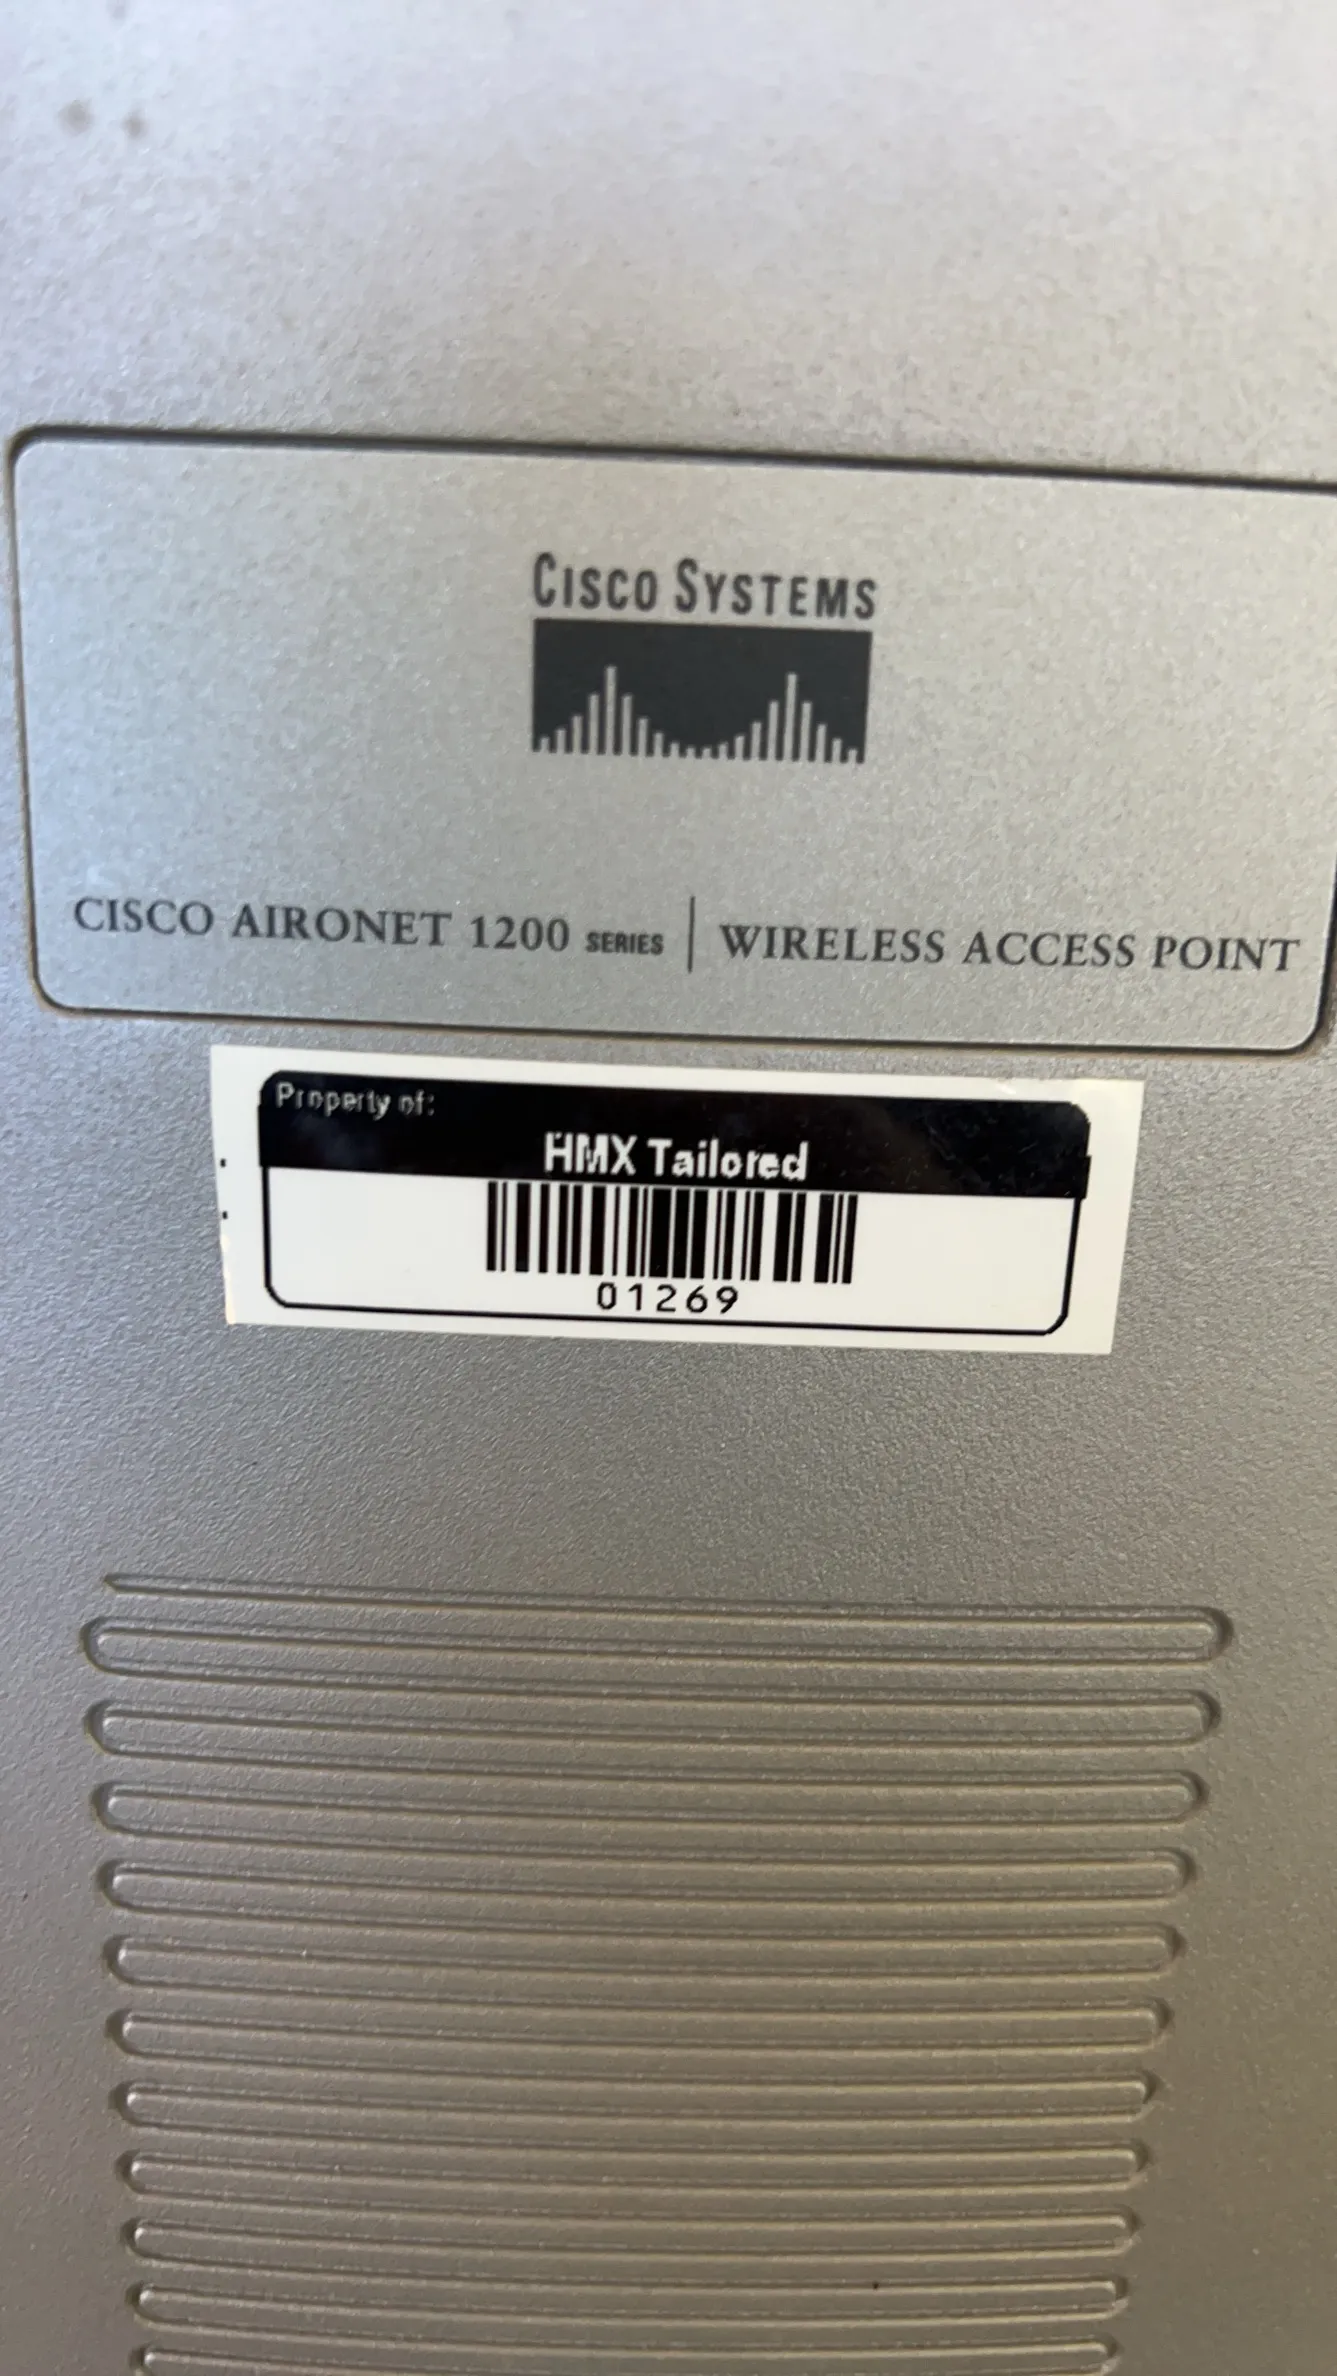 CISCO SYSTEMS
CISCO AIRONET 1200 SERIES | WIRELESS ACCESS POINT
Property of:
HMX Tailored
01269